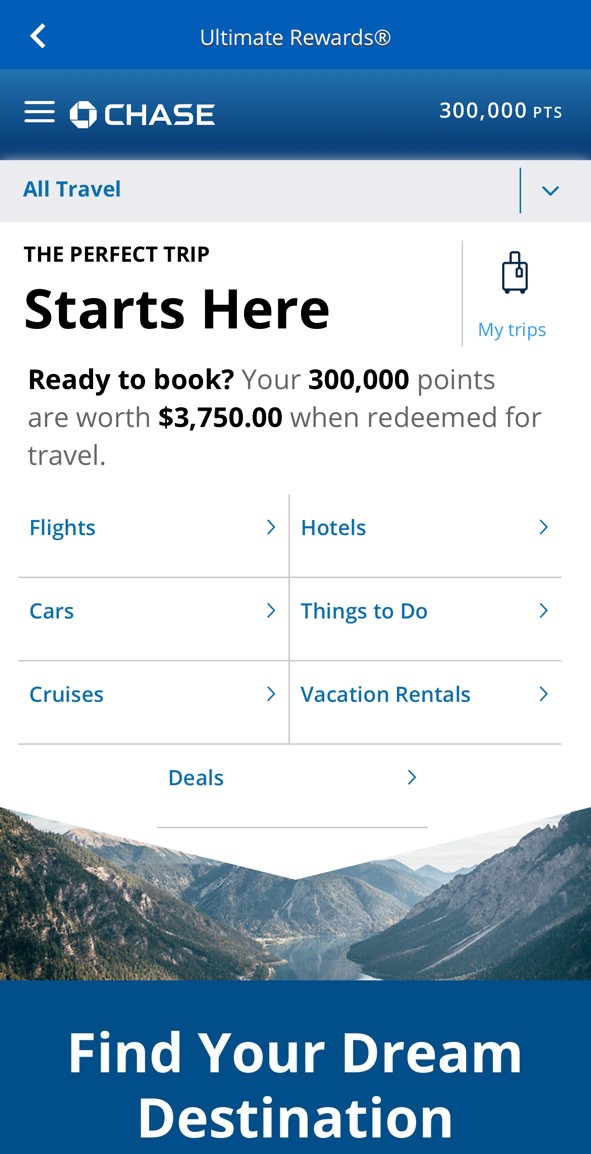 Ultimate Rewards®
CHASE
300,000 PTS
All Travel
THE PERFECT TRIP
Starts Here
My trips
Ready to book? Your 300,000 points
are worth $3,750.00 when redeemed for
travel.
Flights
Hotels
Cars
Things to Do
Cruises
Vacation Rentals
Deals
Find Your Dream
Destination